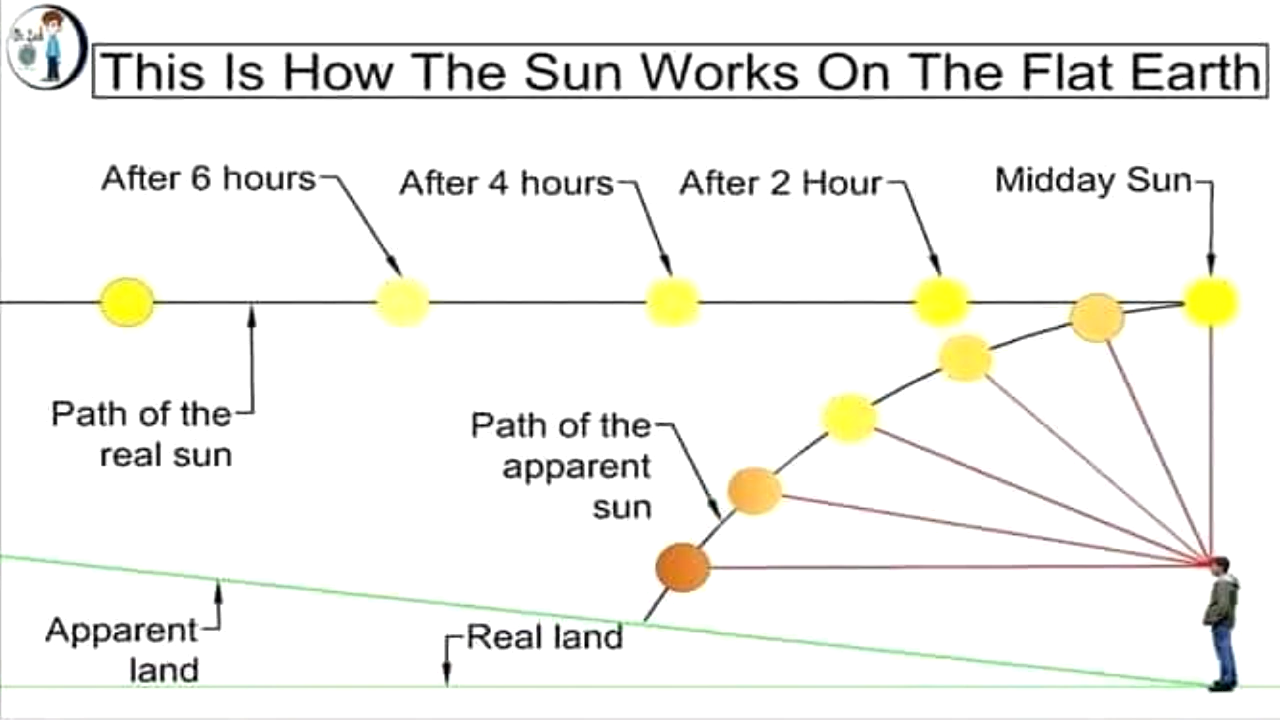 This Is How The Sun Works On The Flat Earth
After 6 hours
After 4 hours
After 2 Hour
Midday Sun
Path of the
real sun
Path of the
apparent
sun
Apparent
land
Real land